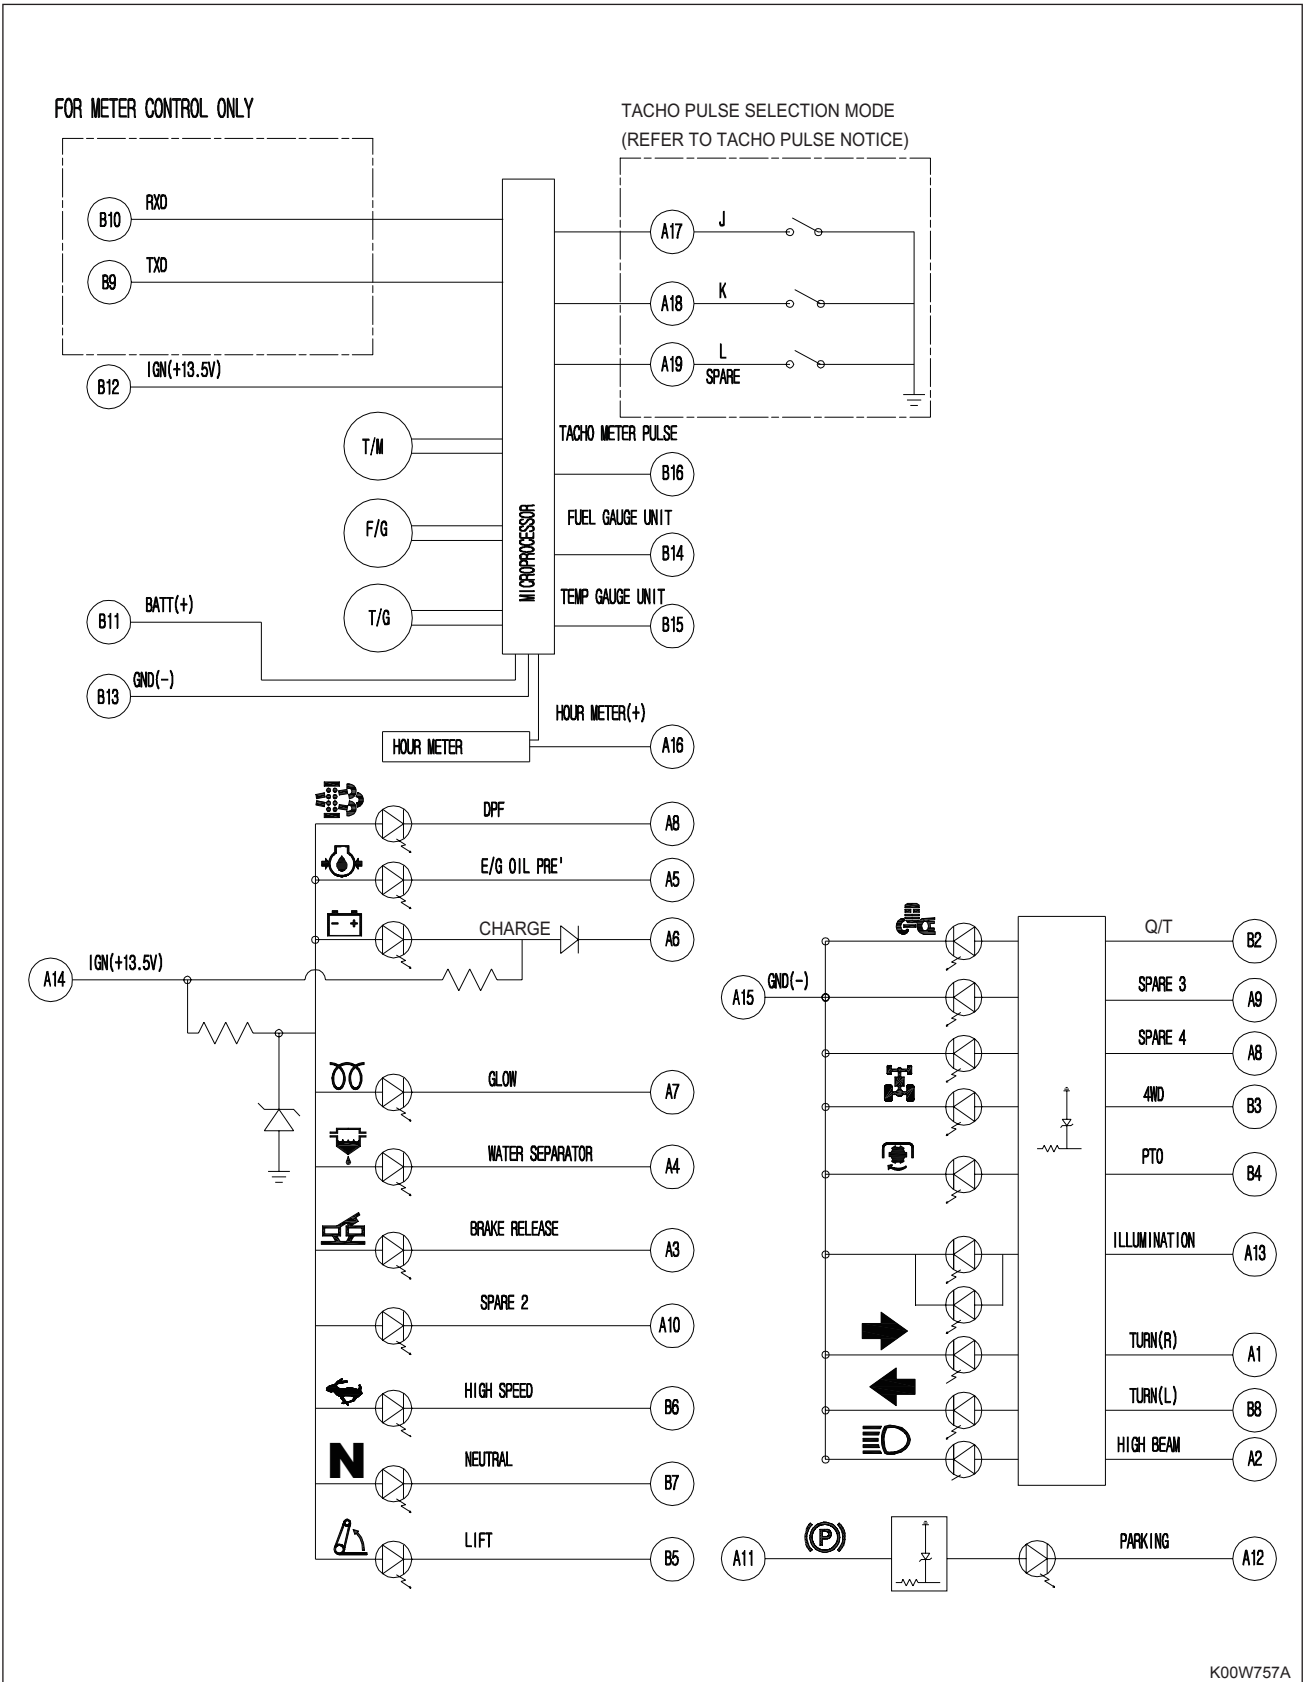 FOR METER CONTROL ONLY
TACHO PULSE SELECTION MODE
(REFER TO TACHO PULSE NOTICE)
B10 RXD
B9 TXD
B12 IGN(+13.5V)
A17 J
A18 K
A19 L
SPARE
T/M
F/G
T/G
MICROPROCESSOR
TACHO METER PULSE
B16
FUEL GAUGE UNIT
B14
TEMP GAUGE UNIT
B15
B11 BATT(+)
B13 GND(-)
HOUR METER(+)
HOUR METER
A16
DPF A8
E/G OIL PRE' A5
CHARGE A6
A14 IGN(+13.5V)
GLOW A7
WATER SEPARATOR A4
BRAKE RELEASE A3
SPARE 2 A10
HIGH SPEED B6
N NEUTRAL B7
LIFT B5
A15 GND(-)
Q/T B2
SPARE 3 A9
SPARE 4 A8
4WD B3
PTO B4
ILLUMINATION A13
TURN(R) A1
TURN(L) B8
HIGH BEAM A2
A11 (P) PARKING A12
K00W757A